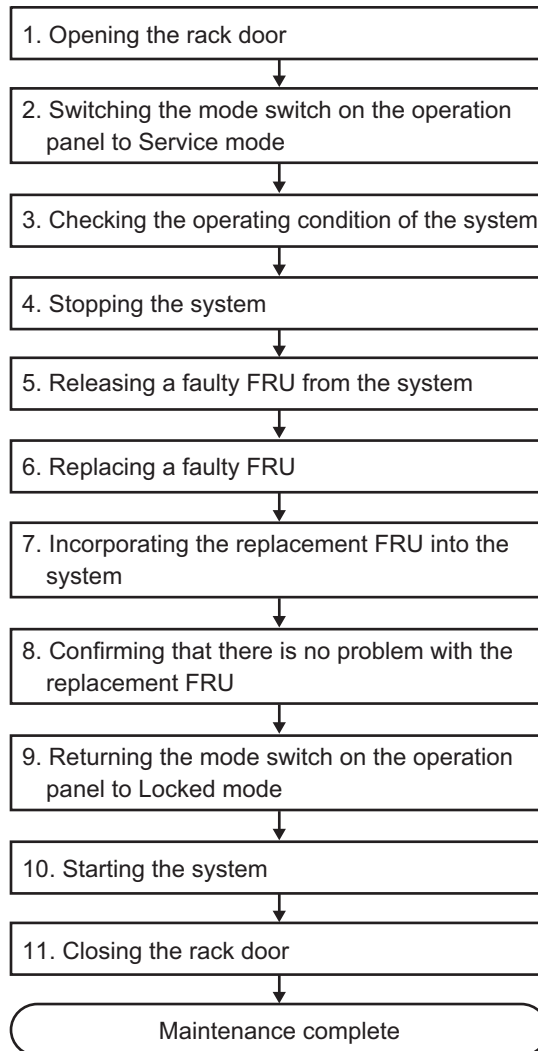 1. Opening the rack door
2. Switching the mode switch on the operation
panel to Service mode
3. Checking the operating condition of the system
4. Stopping the system
5. Releasing a faulty FRU from the system
6. Replacing a faulty FRU
7. Incorporating the replacement FRU into the
system
8. Confirming that there is no problem with the
replacement FRU
9. Returning the mode switch on the operation
panel to Locked mode
10. Starting the system
11. Closing the rack door
Maintenance complete